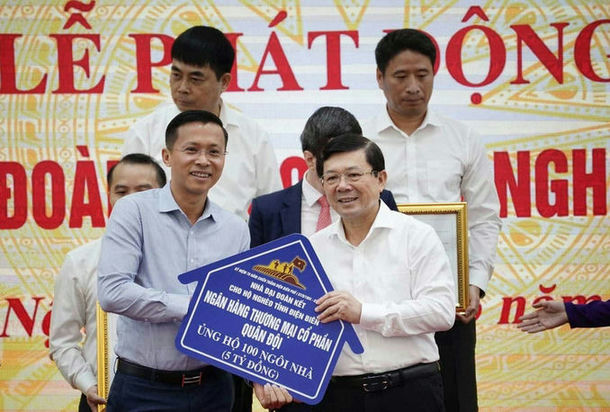 LỄ PHÁT ĐỘNG
ĐOÀN NGH
NHÀ ĐẠI ĐOÀN KẾT
CHO HỘ NGHÈO TỈNH ĐIỆN BIÊN
NGÂN HÀNG THƯƠNG MẠI CỔ PHẦN
QUÂN ĐỘI
ỦNG HỘ 100 NGÔI NHÀ
(5 TỶ ĐỒNG)